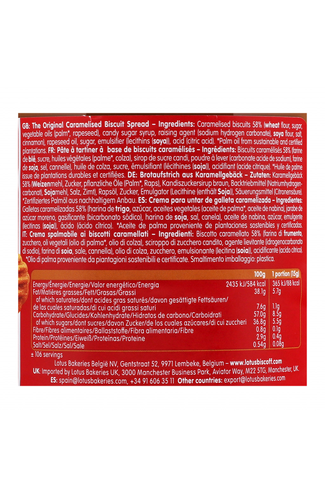 GB: The Original Caramelised Biscuit Spread – Ingredients: Caramelised biscuits 58% (wheat flour, sugar,
vegetable oils (palm*, rapeseed), candy sugar syrup, raising agent (sodium hydrogen carbonate), soya flour, salt,
cinnamon), rapeseed oil, sugar, emulsifier (lecithins (soya)), acid (citric acid). *Palm oil from sustainable and certified
plantations. FR: Pâte à tartiner à base de biscuits caramélisés – Ingrédients: Biscuits caramélisés 58% (farine
de blé, sucre, huiles végétales (palme*, colza), sirop de sucre candi, poudre à lever (carbonate acide de sodium), farine
de soja, sel, cannelle), huile de colza, sucre, émulsifiant (lécithines (soja)), acidifiant (acide citrique). *Huile de palme
issue de plantations durables et certifiées. DE: Brotaufstrich aus Karamellgebäck – Zutaten: Karamellgebäck
58% (Weizenmehl, Zucker, pflanzliche Öle (Palm*, Raps), Kandiszuckersirup braun, Backtriebmittel (Natriumhydrogen-
carbonat), Sojamehl, Salz, Zimt), Rapsöl, Zucker, Emulgator (Lecithine (Soja)), Säuerungsmittel (Citronensäure).
*Zertifiziertes Palmöl aus nachhaltigem Anbau. ES: Crema para untar de galleta caramelizada – Ingredientes:
Galletas caramelizadas 58% (harina de trigo, azúcar, aceites vegetales (palma*, nabina), jarabe de
azúcar moreno, gasificante (bicarbonato sódico), harina de soja, sal, canela), aceite de nabina, azúcar, emulgente
(lecitinas (soja)), acidulante (ácido cítrico). *Aceite de palma proveniente de plantaciones sostenibles y certificadas.
IT: Crema spalmabile ai biscotti caramellati – Ingredienti: Biscotti caramellati 58% (farina di frumento,
zucchero, oli vegetali (olio di palma*, olio di colza), sciroppo di zucchero candito, agente lievitante (idrogenocarbonato
di sodio), farina di soia, sale, cannella), olio di colza, zucchero, emulsionante (lecitine (soia)), acidificante (acido
citrico). *Olio di palma proveniente da piantagioni sostenibili e certificate.
100g 1 portion (15g)
Energy/Energie/Energie/Valor energético/Energia 2435 kJ/584 kcal 365 kJ/88 kcal
Fat/Matières grasses/Fett/Grasas/Grassi 38.1g 5.7g
of which saturates/dont acides gras saturés/davon gesättigte Fettsäuren/
de las cuales saturadas/di cui acidi grassi saturi 7.6g 1.1g
Carbohydrate/Glucides/Kohlenhydrate/Hidratos de carbono/Carboidrati 57.0g 8.5g
of which sugars/dont sucres/davon Zucker/de los cuales azúcares/di cui zuccheri 36.8g 5.5g
Fibre/Fibres alimentaires/Ballaststoffe/Fibra alimentaria/Fibre 0.8g 0.1g
Protein/Protéines/Eiweiß/Proteínas/Proteine 2.9g 0.4g
Salt/Sel/Salz/Sal/Sale 0.54g 0.08g
± 106 servings
Lotus Bakeries België NV, Gentstraat 52, 9971 Lembeke, Belgium – www.lotusbiscoff.com
UK: Imported by Lotus Bakeries UK, 3000 Manchester Business Park, Aviator Way, M22 5TG, Manchester, UK
ES: spain@lotusbakeries.com, +34 91 606 35 11 Other countries: export@lotusbakeries.com